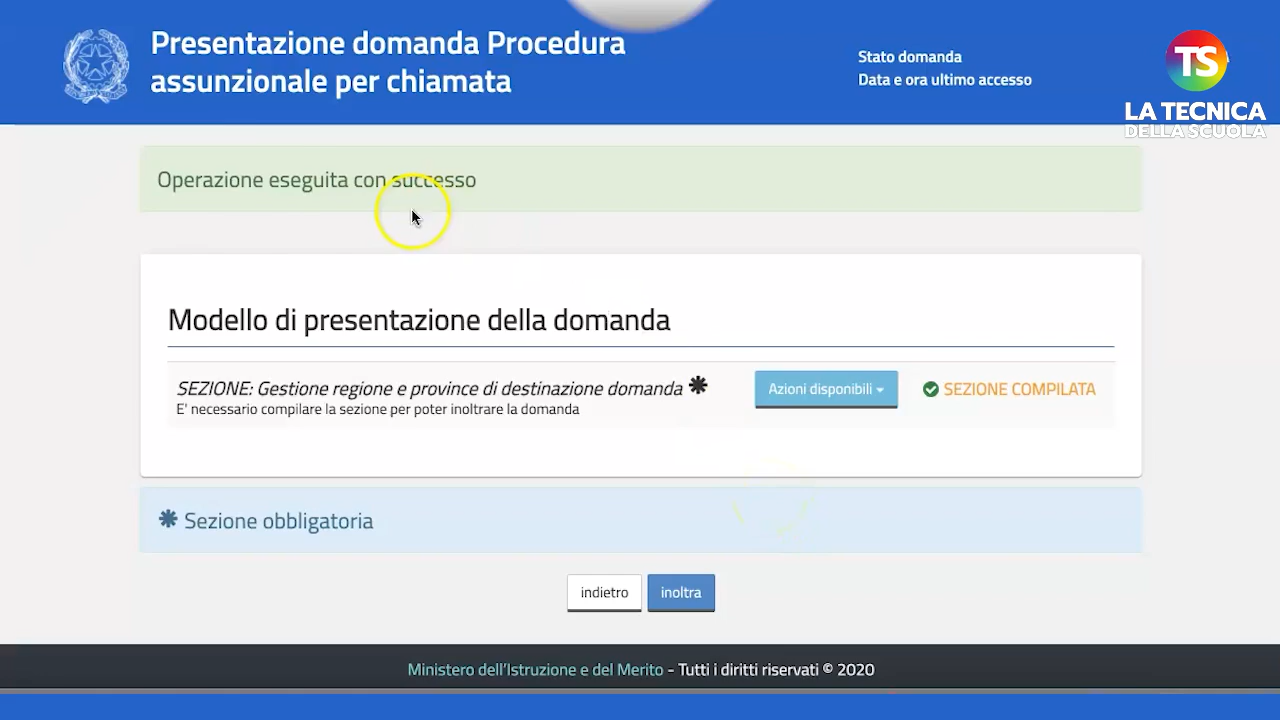 Presentazione domanda Procedura
assunzionale per chiamata
Stato domanda
Data e ora ultimo accesso
TS
LA TECNICA
DELLA SCUOLA
Operazione eseguita con successo
Modello di presentazione della domanda
SEZIONE: Gestione regione e province di destinazione domanda ✱
E' necessario compilare la sezione per poter inoltrare la domanda
Azioni disponibili
SEZIONE COMPILATA
✱ Sezione obbligatoria
indietro
inoltra
Ministero dell'Istruzione e del Merito - Tutti i diritti riservati © 2020